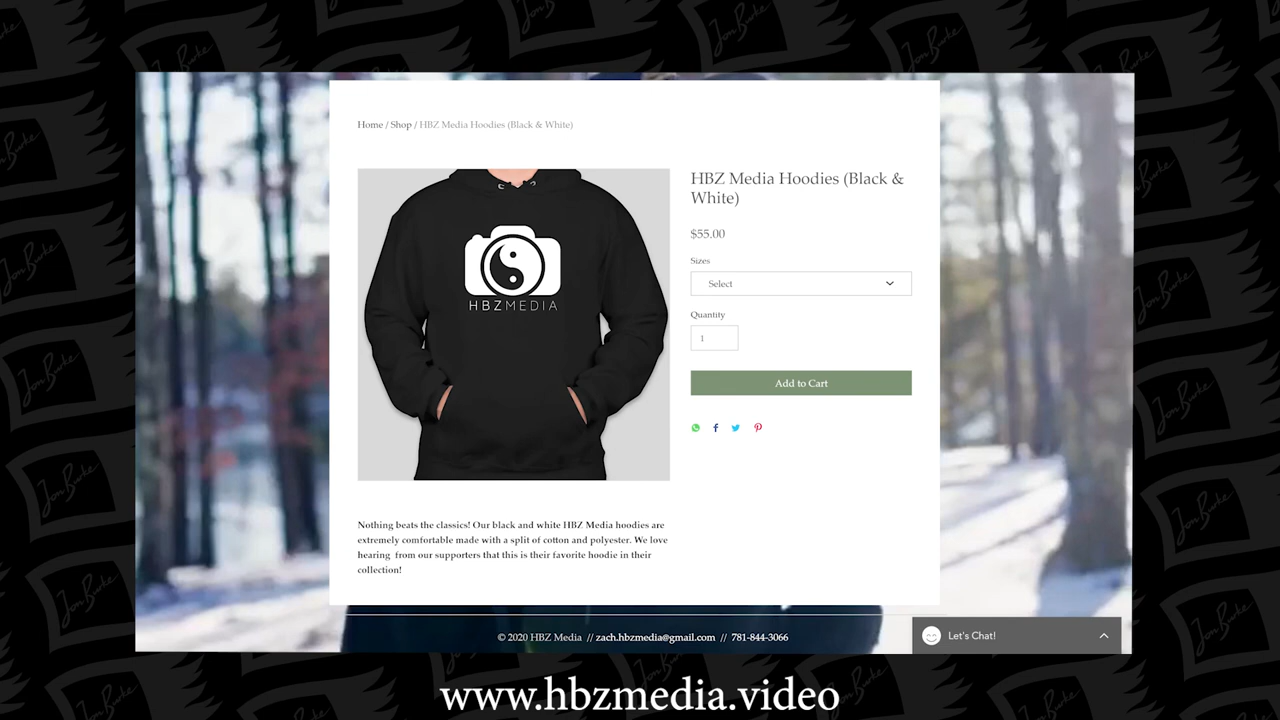 Home / Shop / HBZ Media Hoodies (Black & White)
HBZMEDIA
HBZ Media Hoodies (Black &
White)
$55.00
Sizes
Select
Quantity
1
Add to Cart
Nothing beats the classics! Our black and white HBZ Media hoodies are
extremely comfortable made with a split of cotton and polyester. We love
hearing from our supporters that this is their favorite hoodie in their
collection!
© 2020 HBZ Media // zach.hbzmedia@gmail.com // 781-844-3066
Let's Chat!
www.hbzmedia.video
Jon Burke